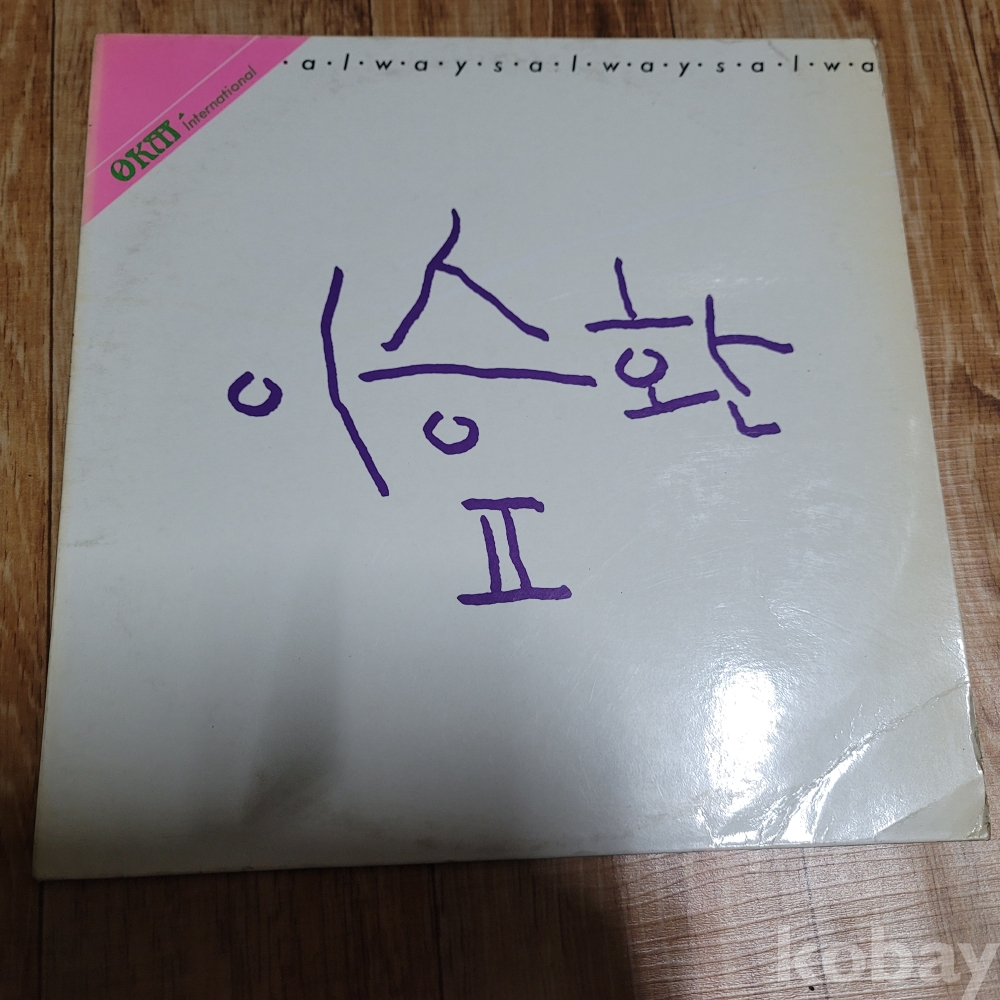 ·a·l·w·a·y·s·a·l·w·a·y·s·a·l·w·a
OKM International
이승환
II
kobay